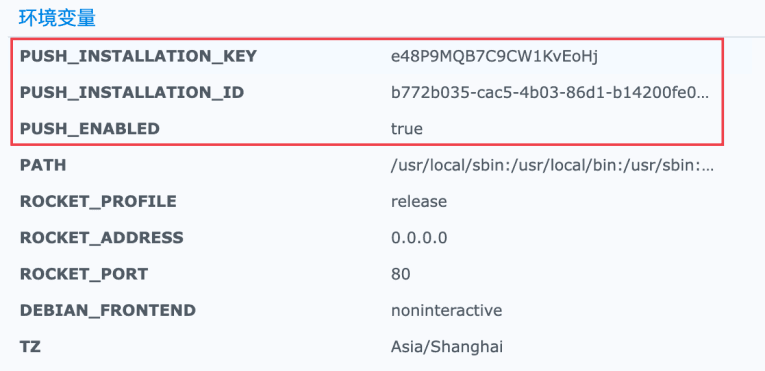 环境变量
PUSH_INSTALLATION_KEY e48P9MQB7C9CW1KvEoHj
PUSH_INSTALLATION_ID b772b035-cac5-4b03-86d1-b14200fe0...
PUSH_ENABLED true
PATH /usr/local/sbin:/usr/local/bin:/usr/sbin:...
ROCKET_PROFILE release
ROCKET_ADDRESS 0.0.0.0
ROCKET_PORT 80
DEBIAN_FRONTEND noninteractive
TZ Asia/Shanghai